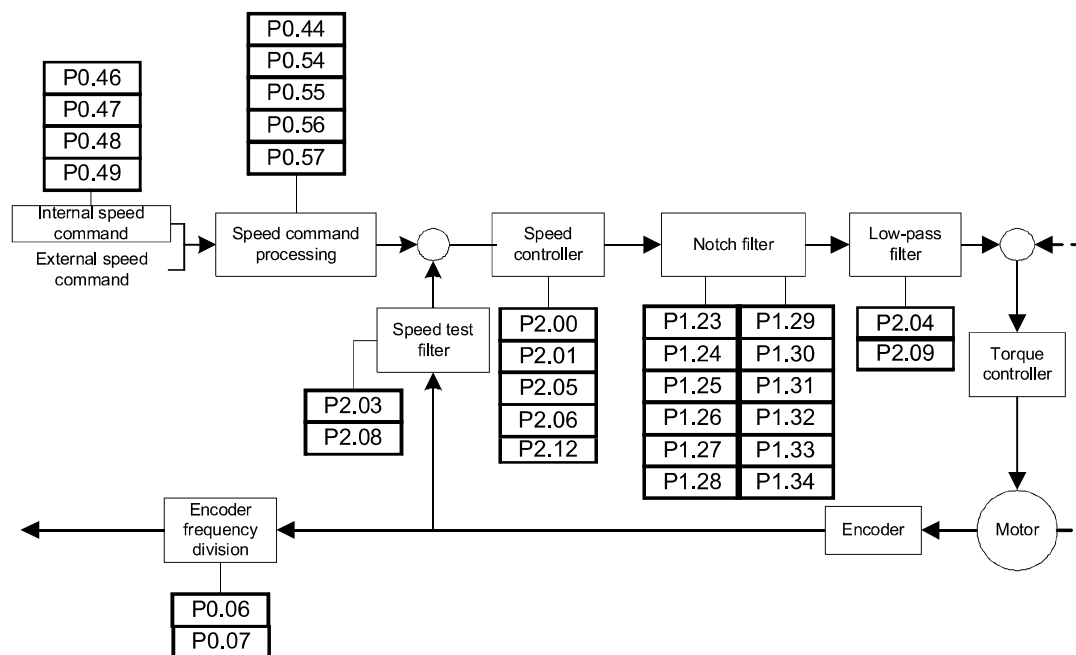 P0.44
P0.54
P0.55
P0.56
P0.57
P0.46
P0.47
P0.48
P0.49
Internal speed
command
External speed
command
Speed command
processing
Speed
controller
Notch filter
Low-pass
filter
Speed test
filter
P2.03
P2.08
P2.00
P2.01
P2.05
P2.06
P2.12
P1.23 P1.29
P1.24 P1.30
P1.25 P1.31
P1.26 P1.32
P1.27 P1.33
P1.28 P1.34
P2.04
P2.09
Torque
controller
Encoder
frequency
division
Encoder
Motor
P0.06
P0.07